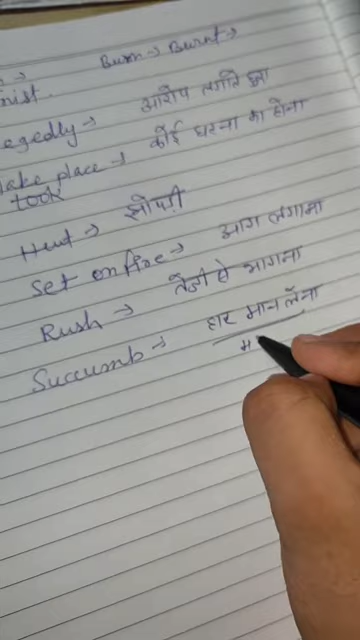 Burn → Burnt →
nist.
egedly → आरोप लगाते हुआ
Take place → कोई घटना का होना
took
Hut → झोपड़ी
Set on fire → आग लगाना
Rush → तेजी से भागना
Succumb → हार मान लेना
म